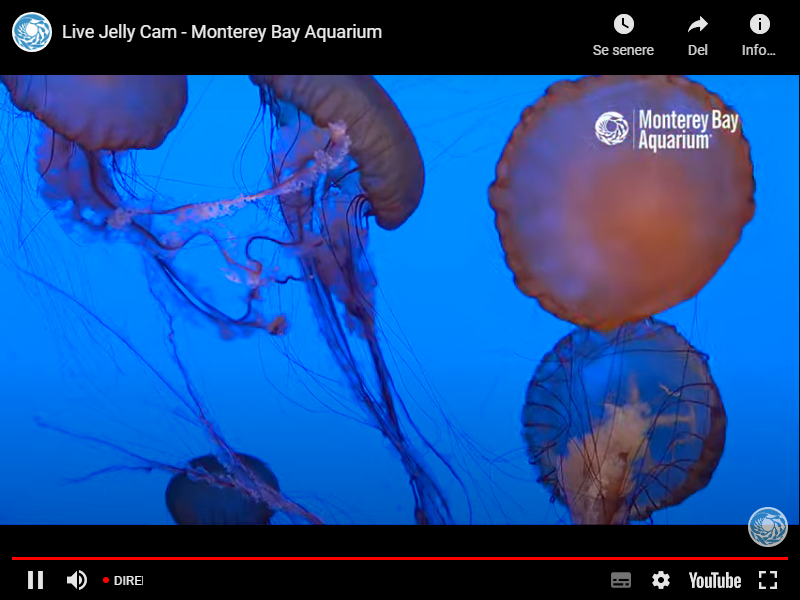 Live Jelly Cam - Monterey Bay Aquarium
Se senere
Del
Info...
Monterey Bay
Aquarium
DIRE
YouTube